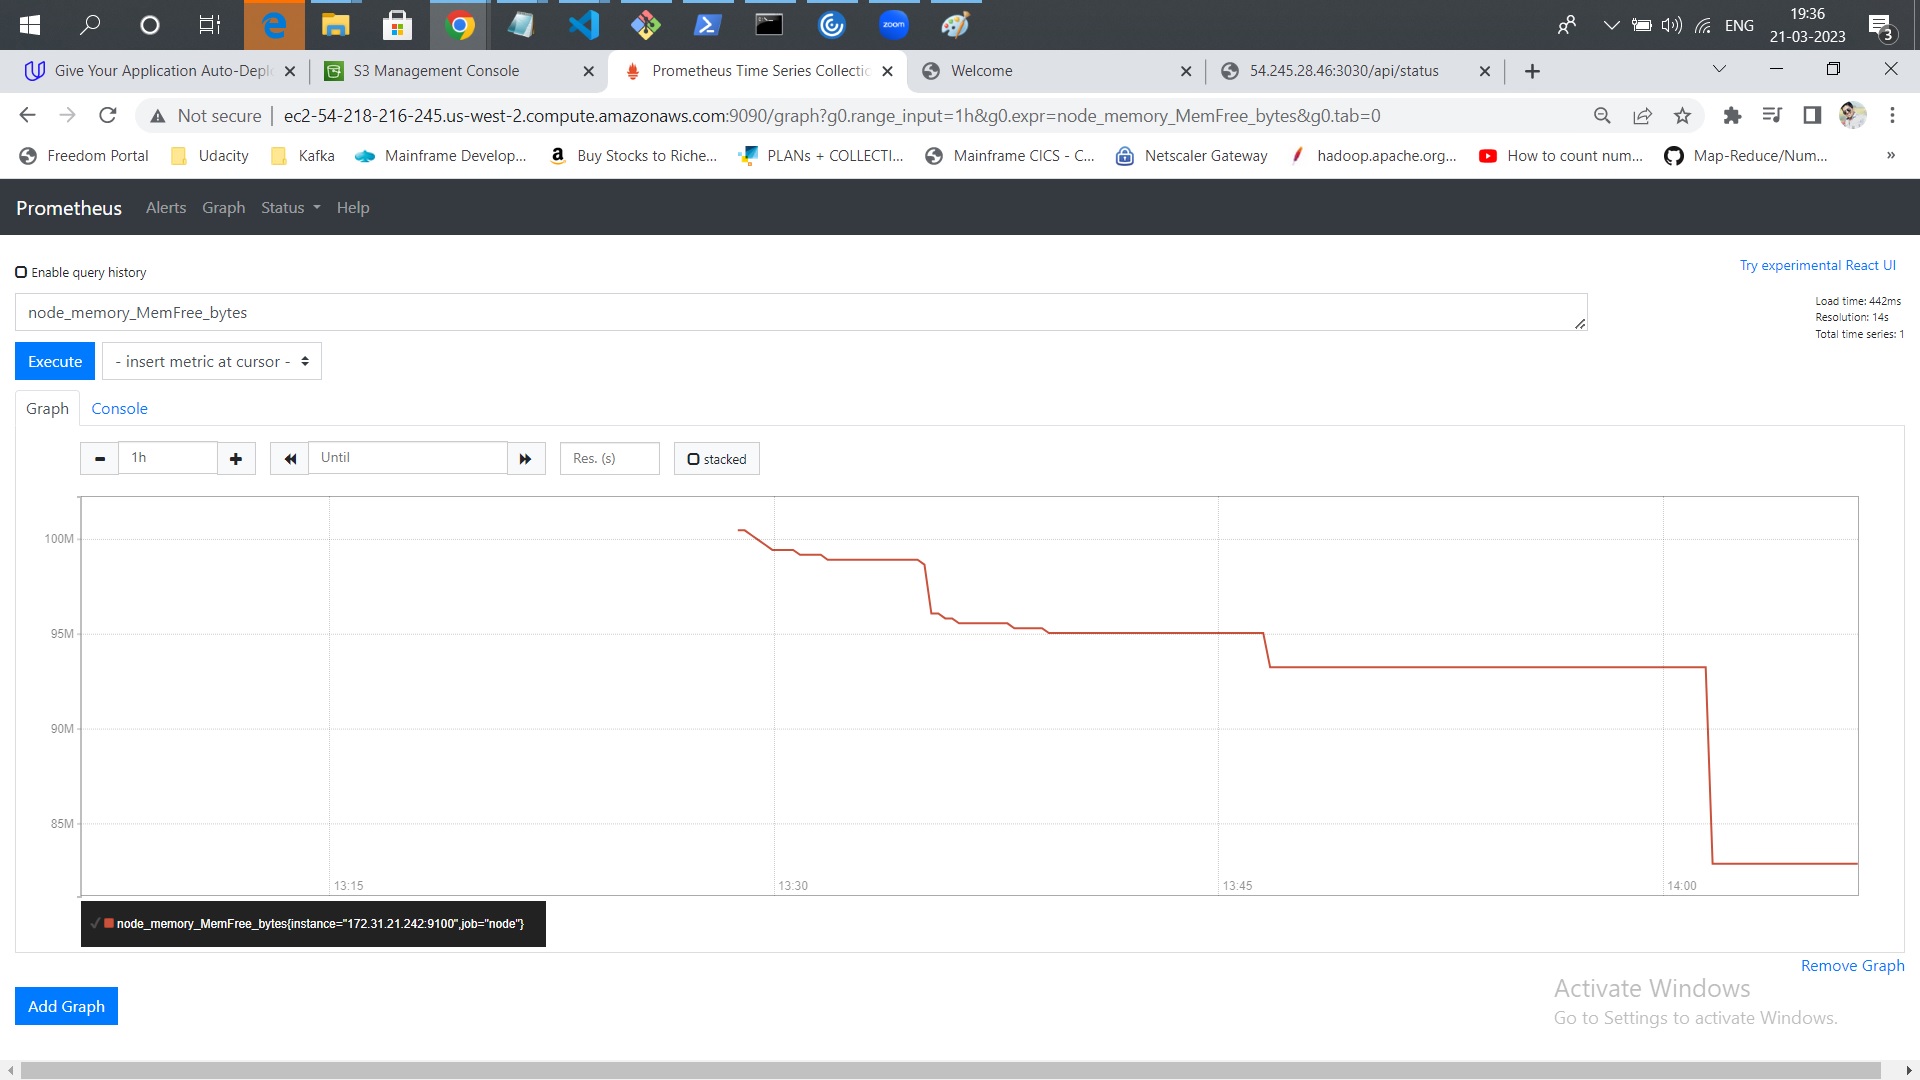 zoom
ENG
19:36
21-03-2023
3
Give Your Application Auto-Depl
S3 Management Console
Prometheus Time Series Collectio
Welcome
54.245.28.46:3030/api/status
Not secure
ec2-54-218-216-245.us-west-2.compute.amazonaws.com:9090/graph?g0.range_input=1h&g0.expr=node_memory_MemFree_bytes&g0.tab=0
Freedom Portal
Udacity
Kafka
Mainframe Develop...
Buy Stocks to Riche...
PLANs + COLLECTI...
Mainframe CICS - C...
Netscaler Gateway
hadoop.apache.org...
How to count num...
Map-Reduce/Num...
»
Prometheus
Alerts
Graph
Status
Help
Enable query history
Try experimental React UI
node_memory_MemFree_bytes
Load time: 442ms
Resolution: 14s
Total time series: 1
Execute
- insert metric at cursor -
Graph
Console
1h
Until
Res. (s)
stacked
100M
95M
90M
85M
13:15
13:30
13:45
14:00
node_memory_MemFree_bytes{instance="172.31.21.242:9100",job="node"}
Remove Graph
Add Graph
Activate Windows
Go to Settings to activate Windows.